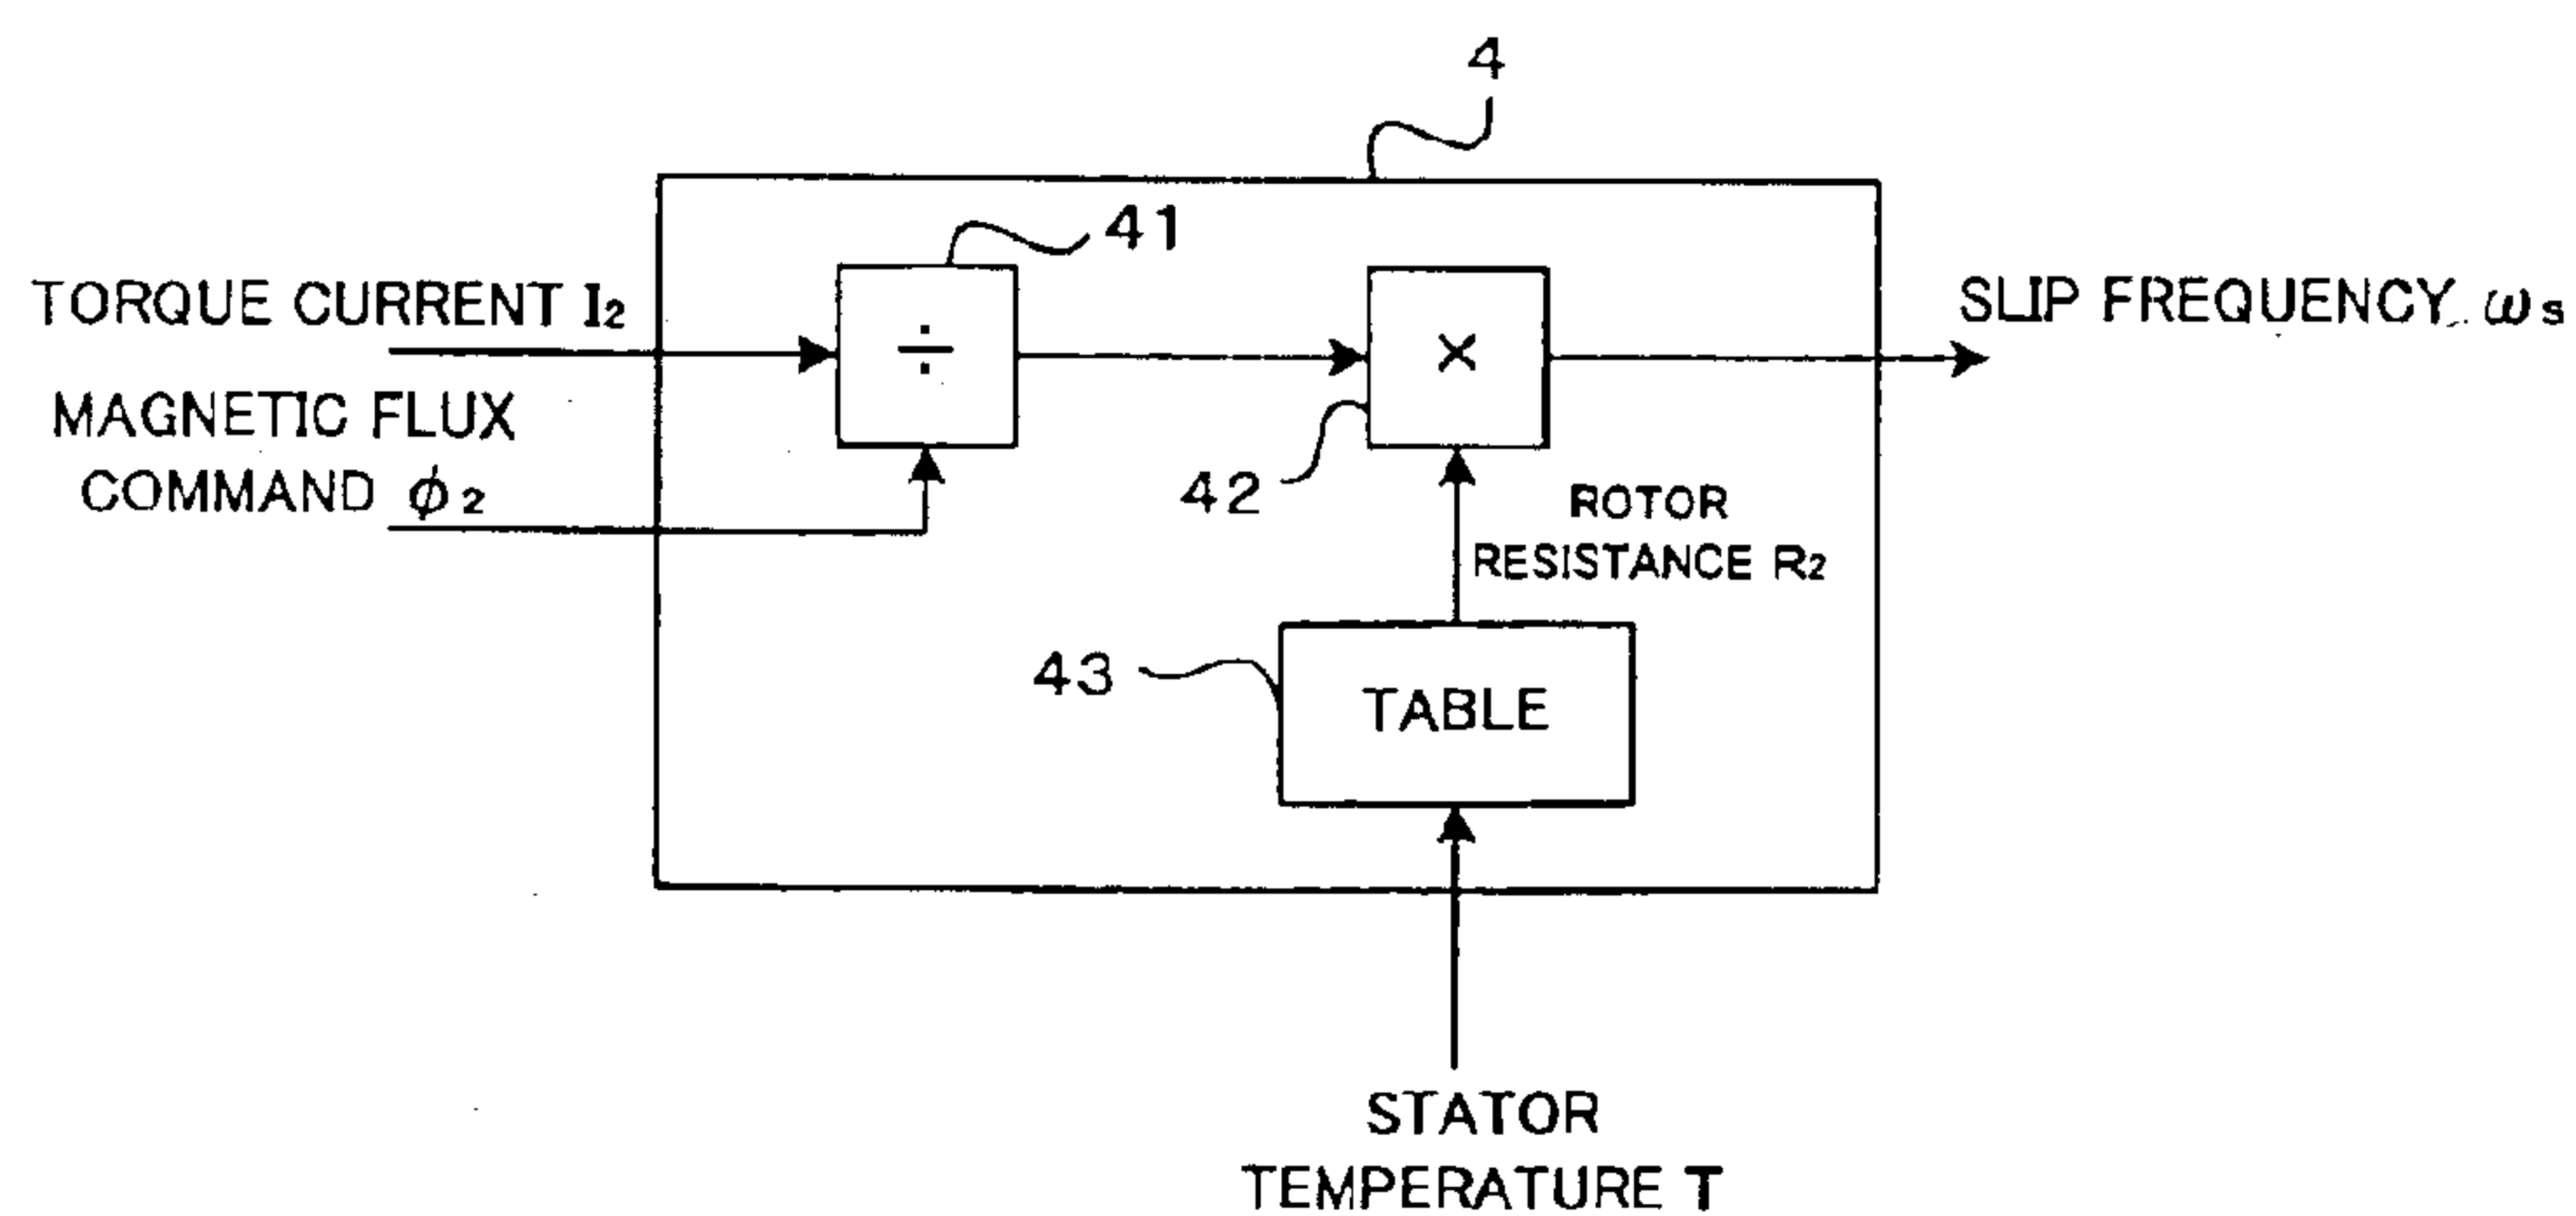 4
41
TORQUE CURRENT I₂
SLIP FREQUENCY ωs
÷
×
MAGNETIC FLUX
COMMAND ϕ₂
42
ROTOR
RESISTANCE R₂
43
TABLE
STATOR
TEMPERATURE T